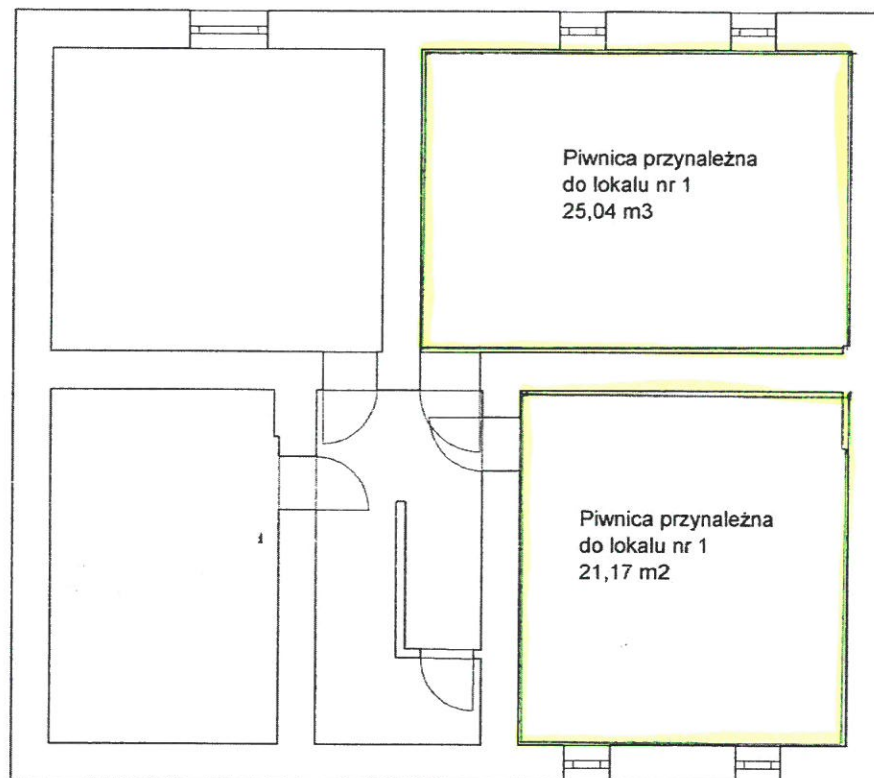 Piwnica przynależna
do lokalu nr 1
25,04 m3
Piwnica przynależna
do lokalu nr 1
21,17 m2